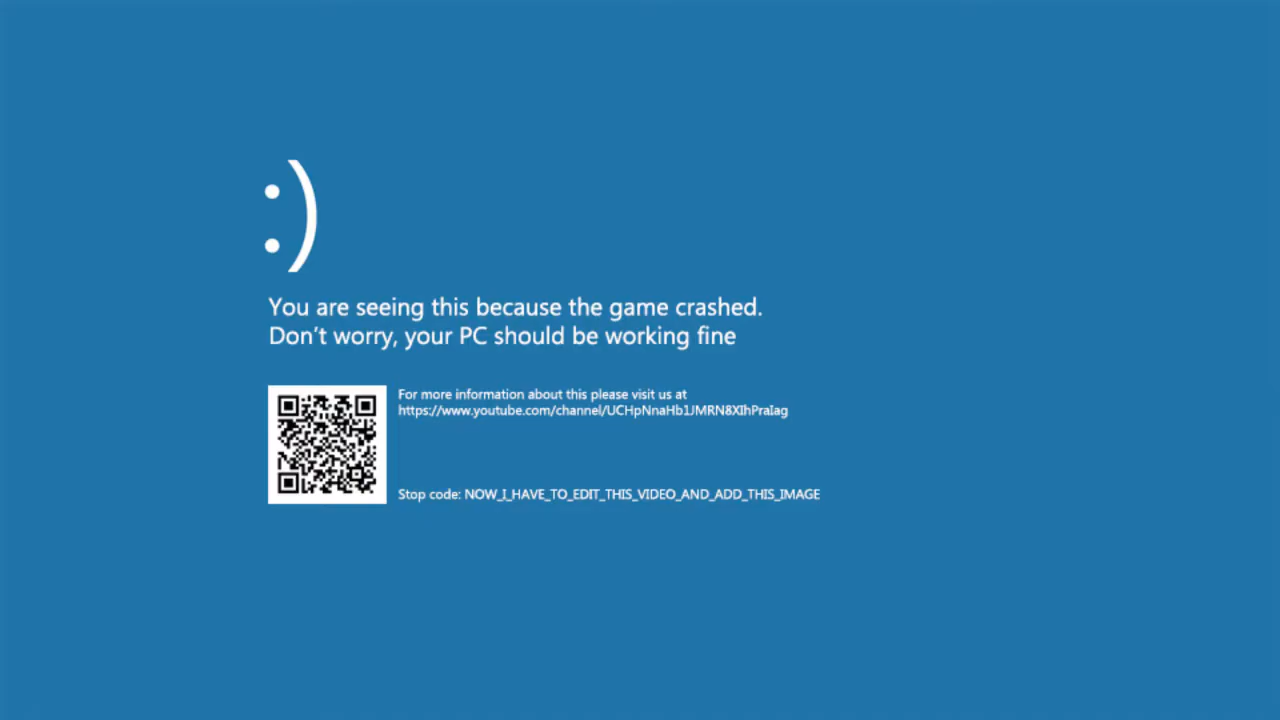 :)
You are seeing this because the game crashed.
Don’t worry, your PC should be working fine
For more information about this please visit us at
https://www.youtube.com/channel/UCHpNnaHb1JMRN8XIhPraIag
Stop code: NOW_I_HAVE_TO_EDIT_THIS_VIDEO_AND_ADD_THIS_IMAGE